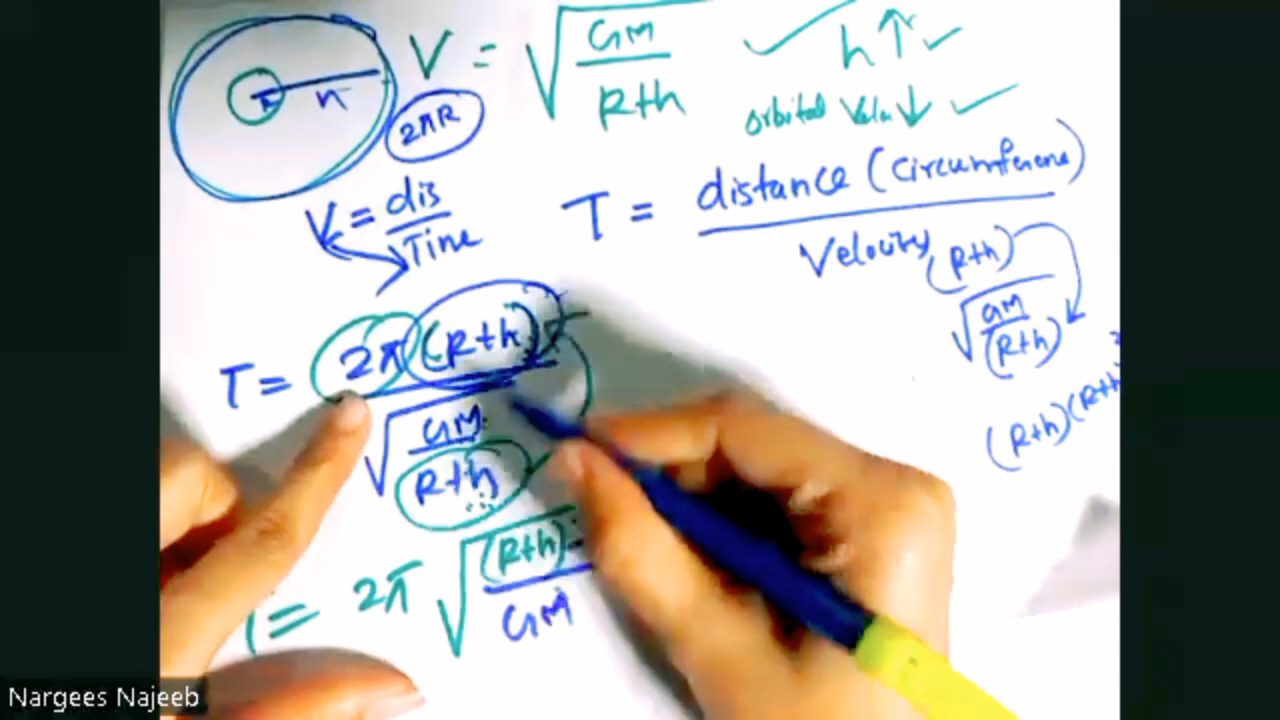 V = √(GM / R+h) ✓ h↑ ✓
R h
2πR
orbital Velo ↓ ✓
V = dis / Time
T = distance (Circumference) / Velocity
(R+h)
√(GM / (R+h))
T = 2π (R+h) / √(GM / R+h)
(R+h)(R+h
= 2π √((R+h) / GM)
Nargees Najeeb